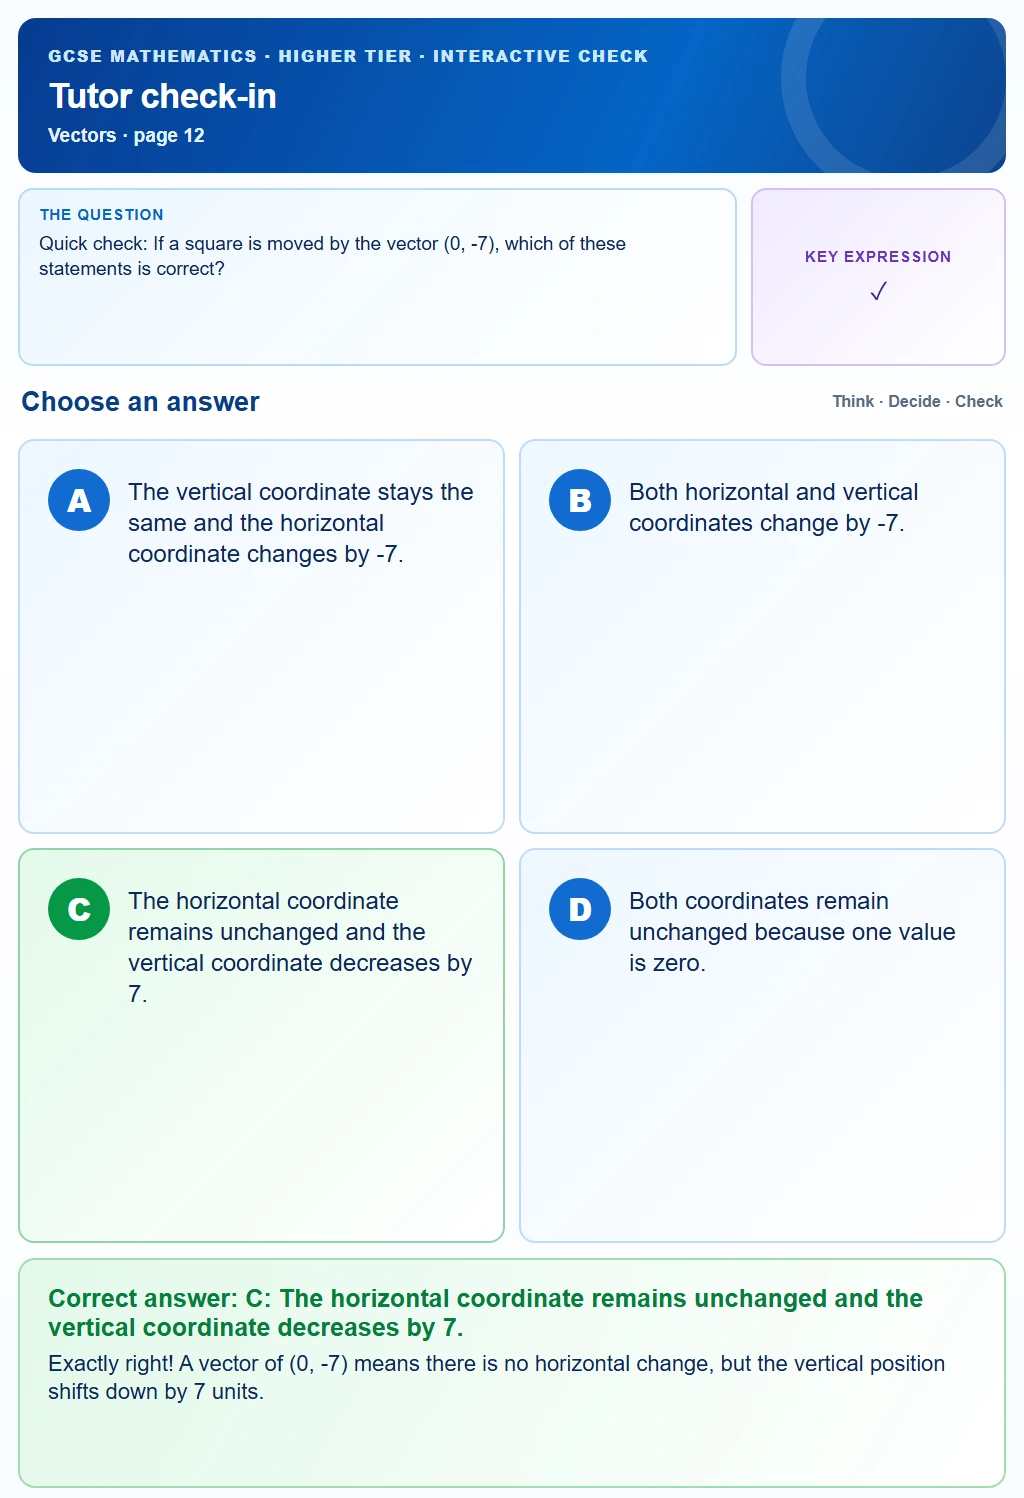 GCSE MATHEMATICS · HIGHER TIER · INTERACTIVE CHECK
Tutor check-in
Vectors · page 12
THE QUESTION
Quick check: If a square is moved by the vector (0, -7), which of these
statements is correct?
KEY EXPRESSION
✓
Choose an answer
Think · Decide · Check
A
The vertical coordinate stays the
same and the horizontal
coordinate changes by -7.
B
Both horizontal and vertical
coordinates change by -7.
C
The horizontal coordinate
remains unchanged and the
vertical coordinate decreases by
7.
D
Both coordinates remain
unchanged because one value
is zero.
Correct answer: C: The horizontal coordinate remains unchanged and the
vertical coordinate decreases by 7.
Exactly right! A vector of (0, -7) means there is no horizontal change, but the vertical position
shifts down by 7 units.